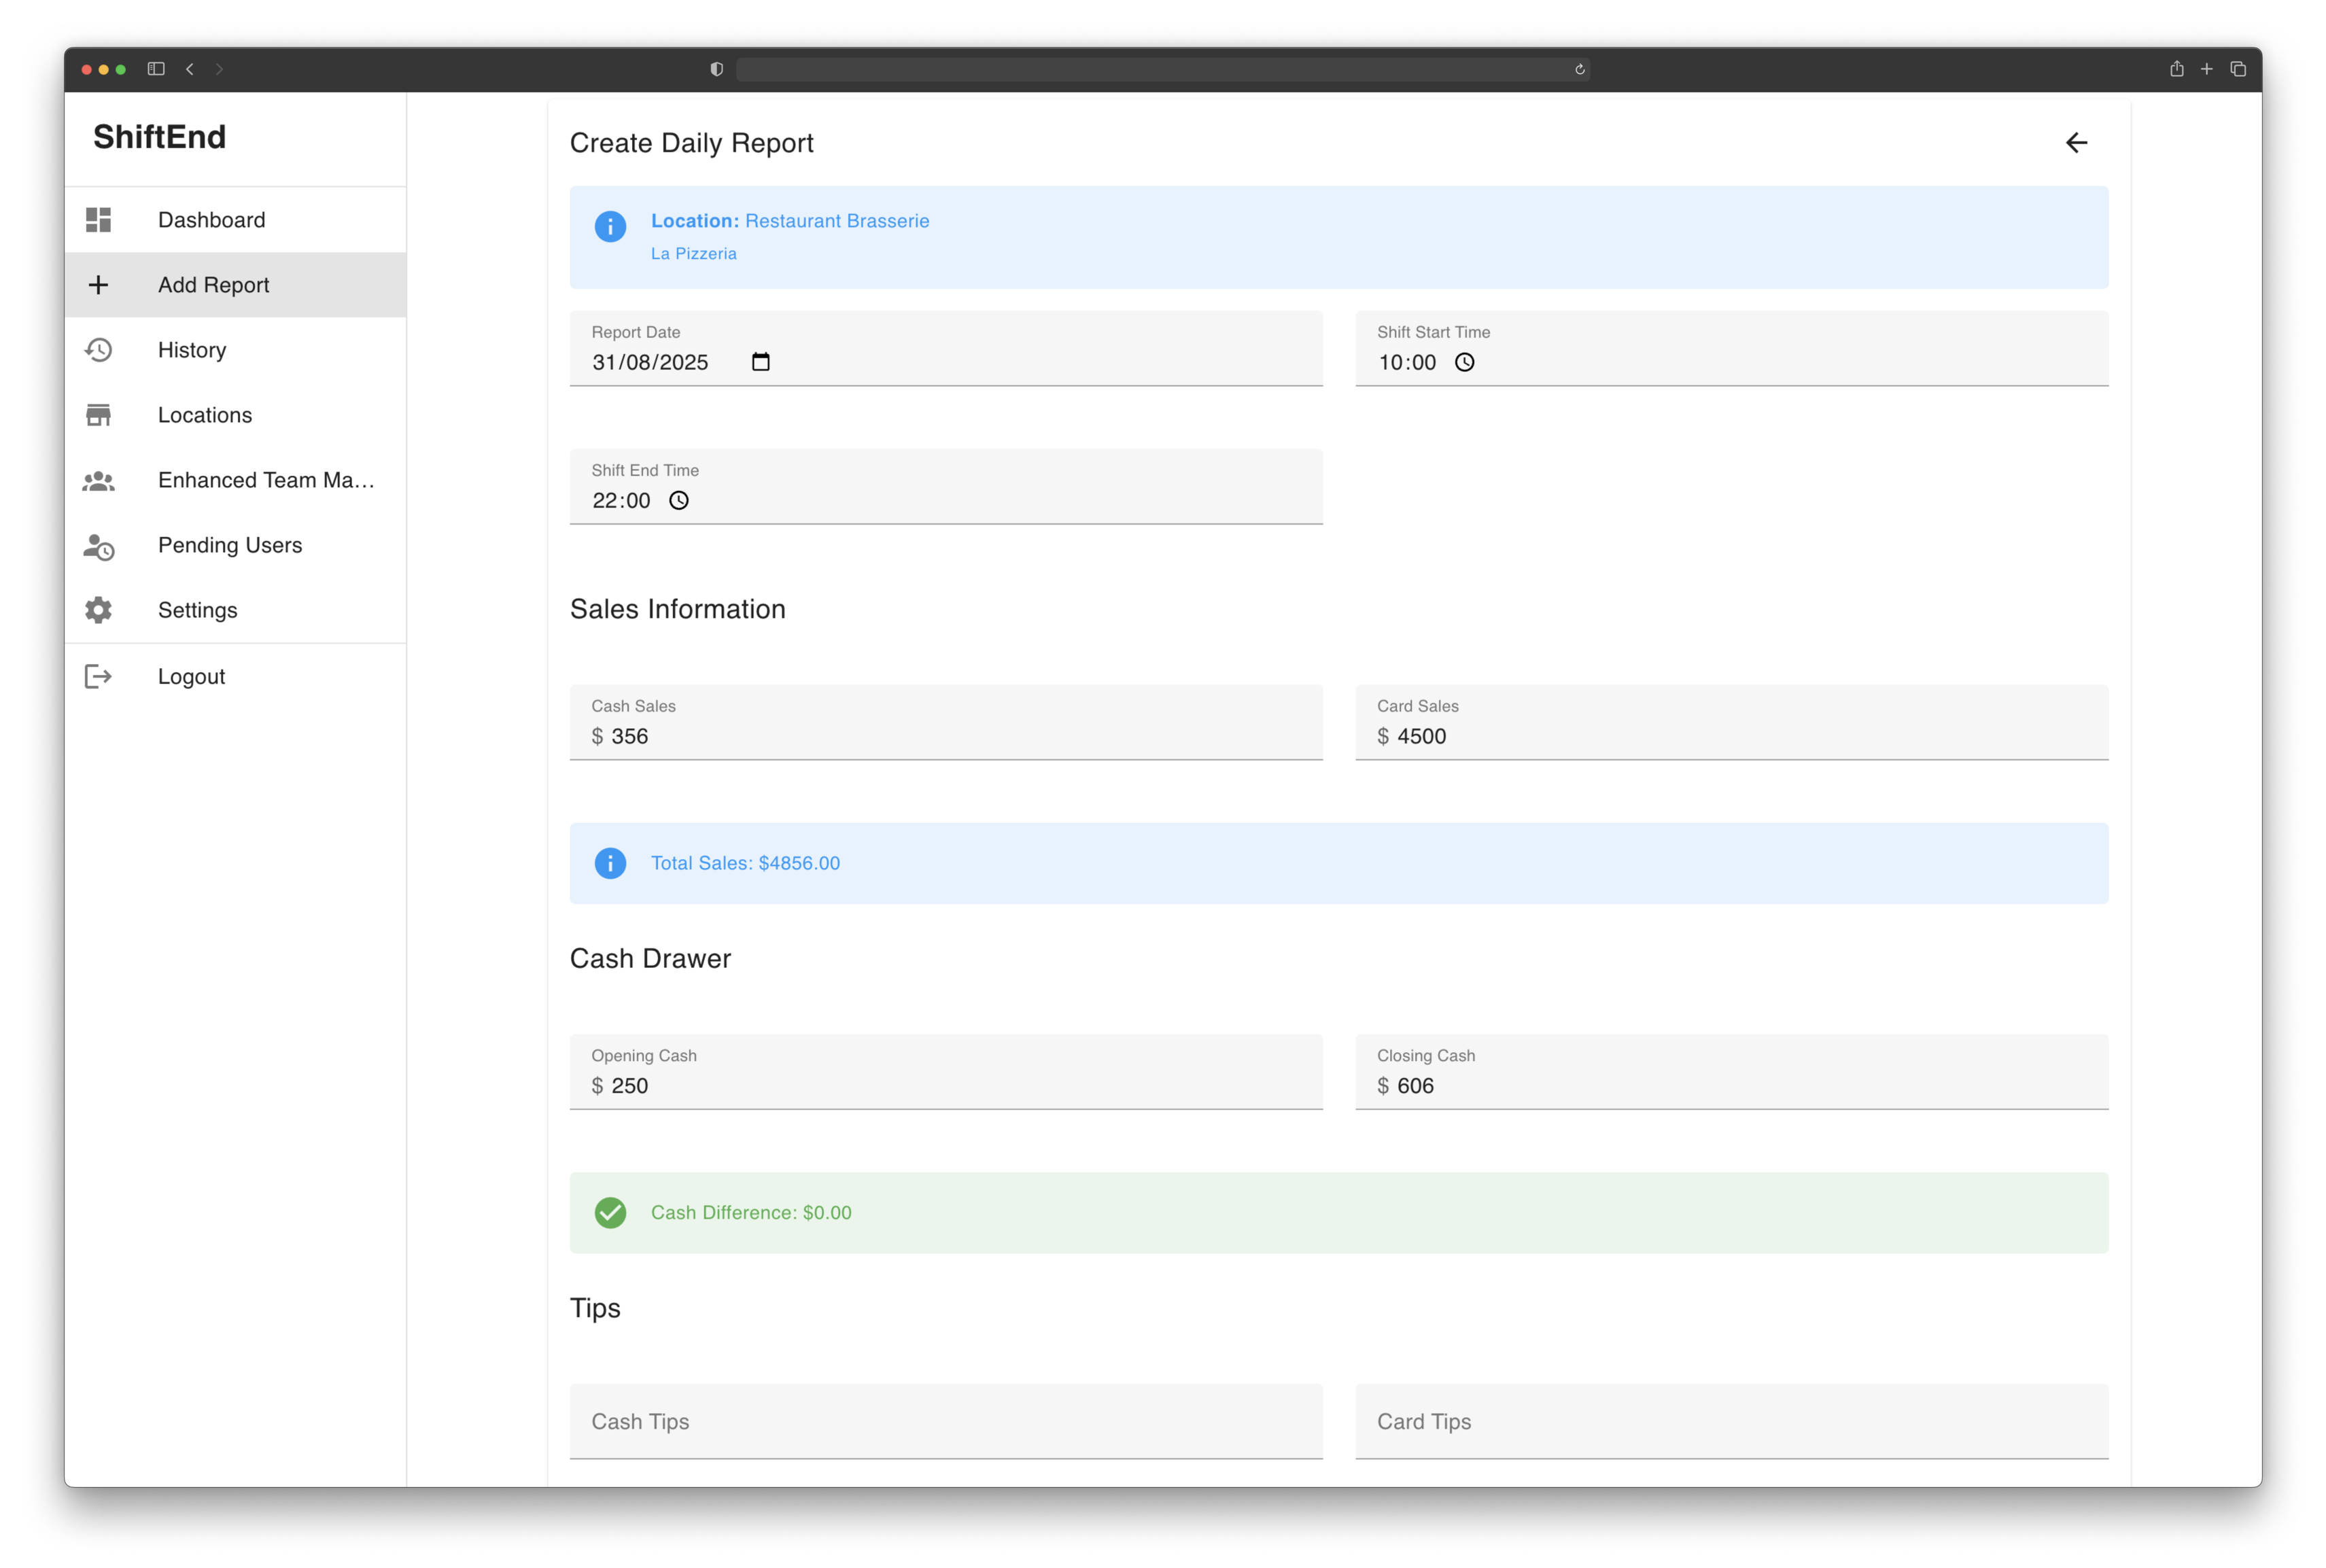 ShiftEnd
Dashboard
Add Report
History
Locations
Enhanced Team Ma...
Pending Users
Settings
Logout
Create Daily Report
Location: Restaurant Brasserie
La Pizzeria
Report Date
31/08/2025
Shift Start Time
10:00
Shift End Time
22:00
Sales Information
Cash Sales
$ 356
Card Sales
$ 4500
Total Sales: $4856.00
Cash Drawer
Opening Cash
$ 250
Closing Cash
$ 606
Cash Difference: $0.00
Tips
Cash Tips
Card Tips